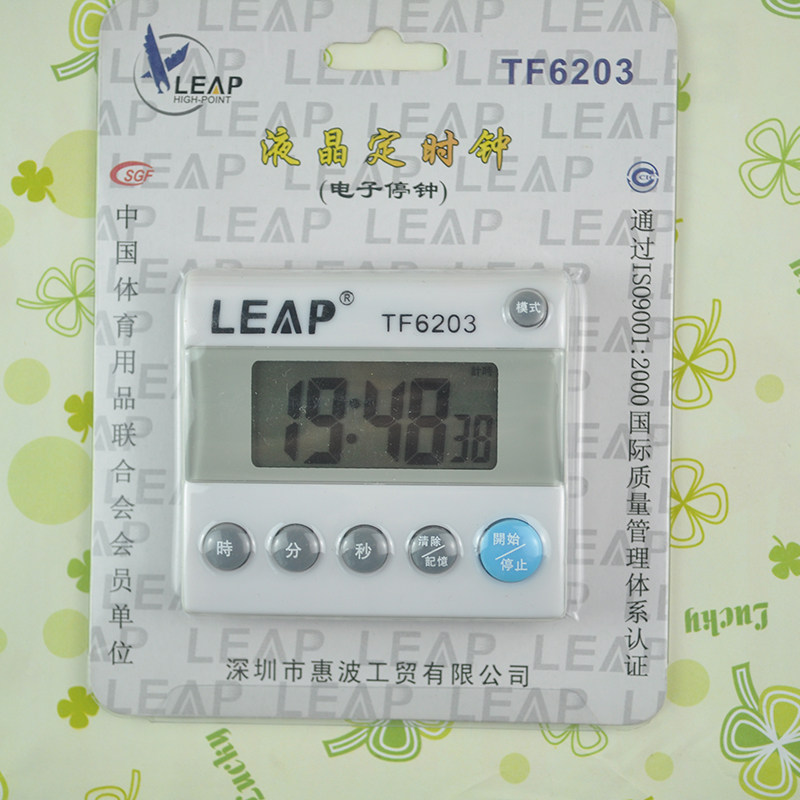 LEAP
HIGH-POINT
TF6203
液晶定时钟
(电子停钟)
SGF
中国体育用品联合会会员单位
通过ISO9001:2000国际质量管理体系认证
LEAP®
TF6203
模式
計時
19:48 38
時
分
秒
清除/記憶
開始/停止
深圳市惠波工贸有限公司
Lucky
Lucky